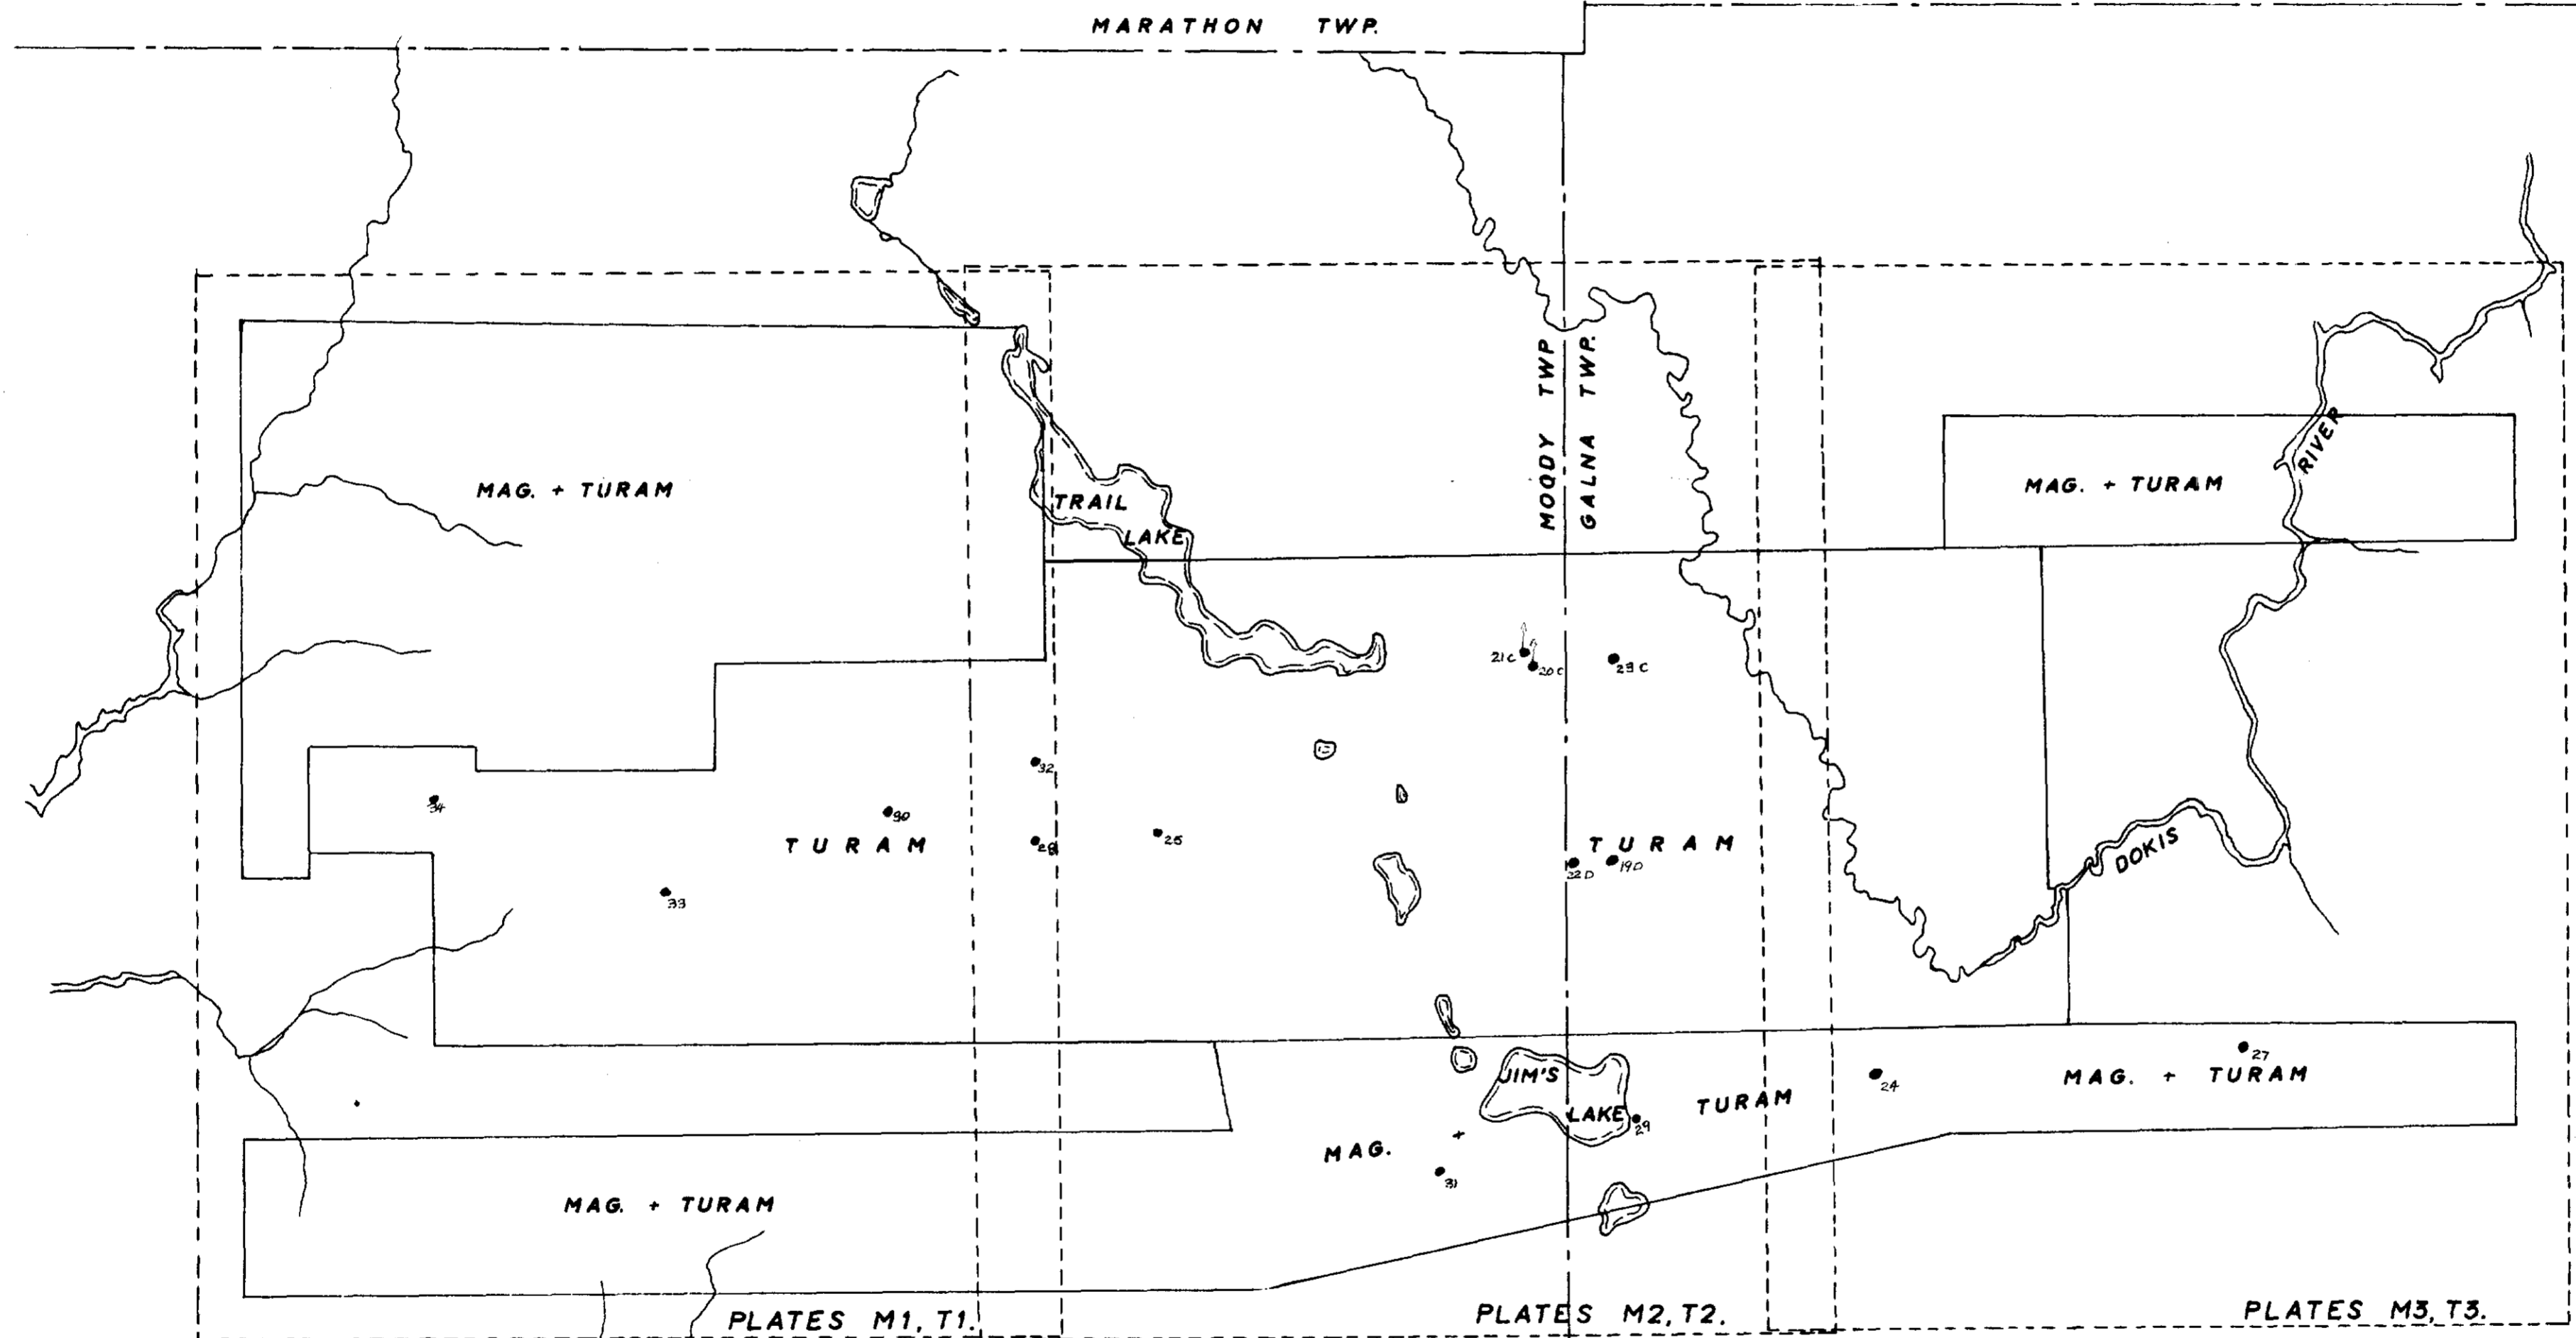 MARATHON TWP.
MOODY TWP
GALNA TWP.
MAG. + TURAM
TRAIL
LAKE
MAG. + TURAM
RIVER
21C
20C
23C
32
34
30
TURAM
28
25
TURAM
22D
19D
DOKIS
33
JIM'S
LAKE
29
TURAM
24
27
MAG. + TURAM
MAG. +
31
MAG. + TURAM
PLATES M1, T1.
PLATES M2, T2.
PLATES M3, T3.